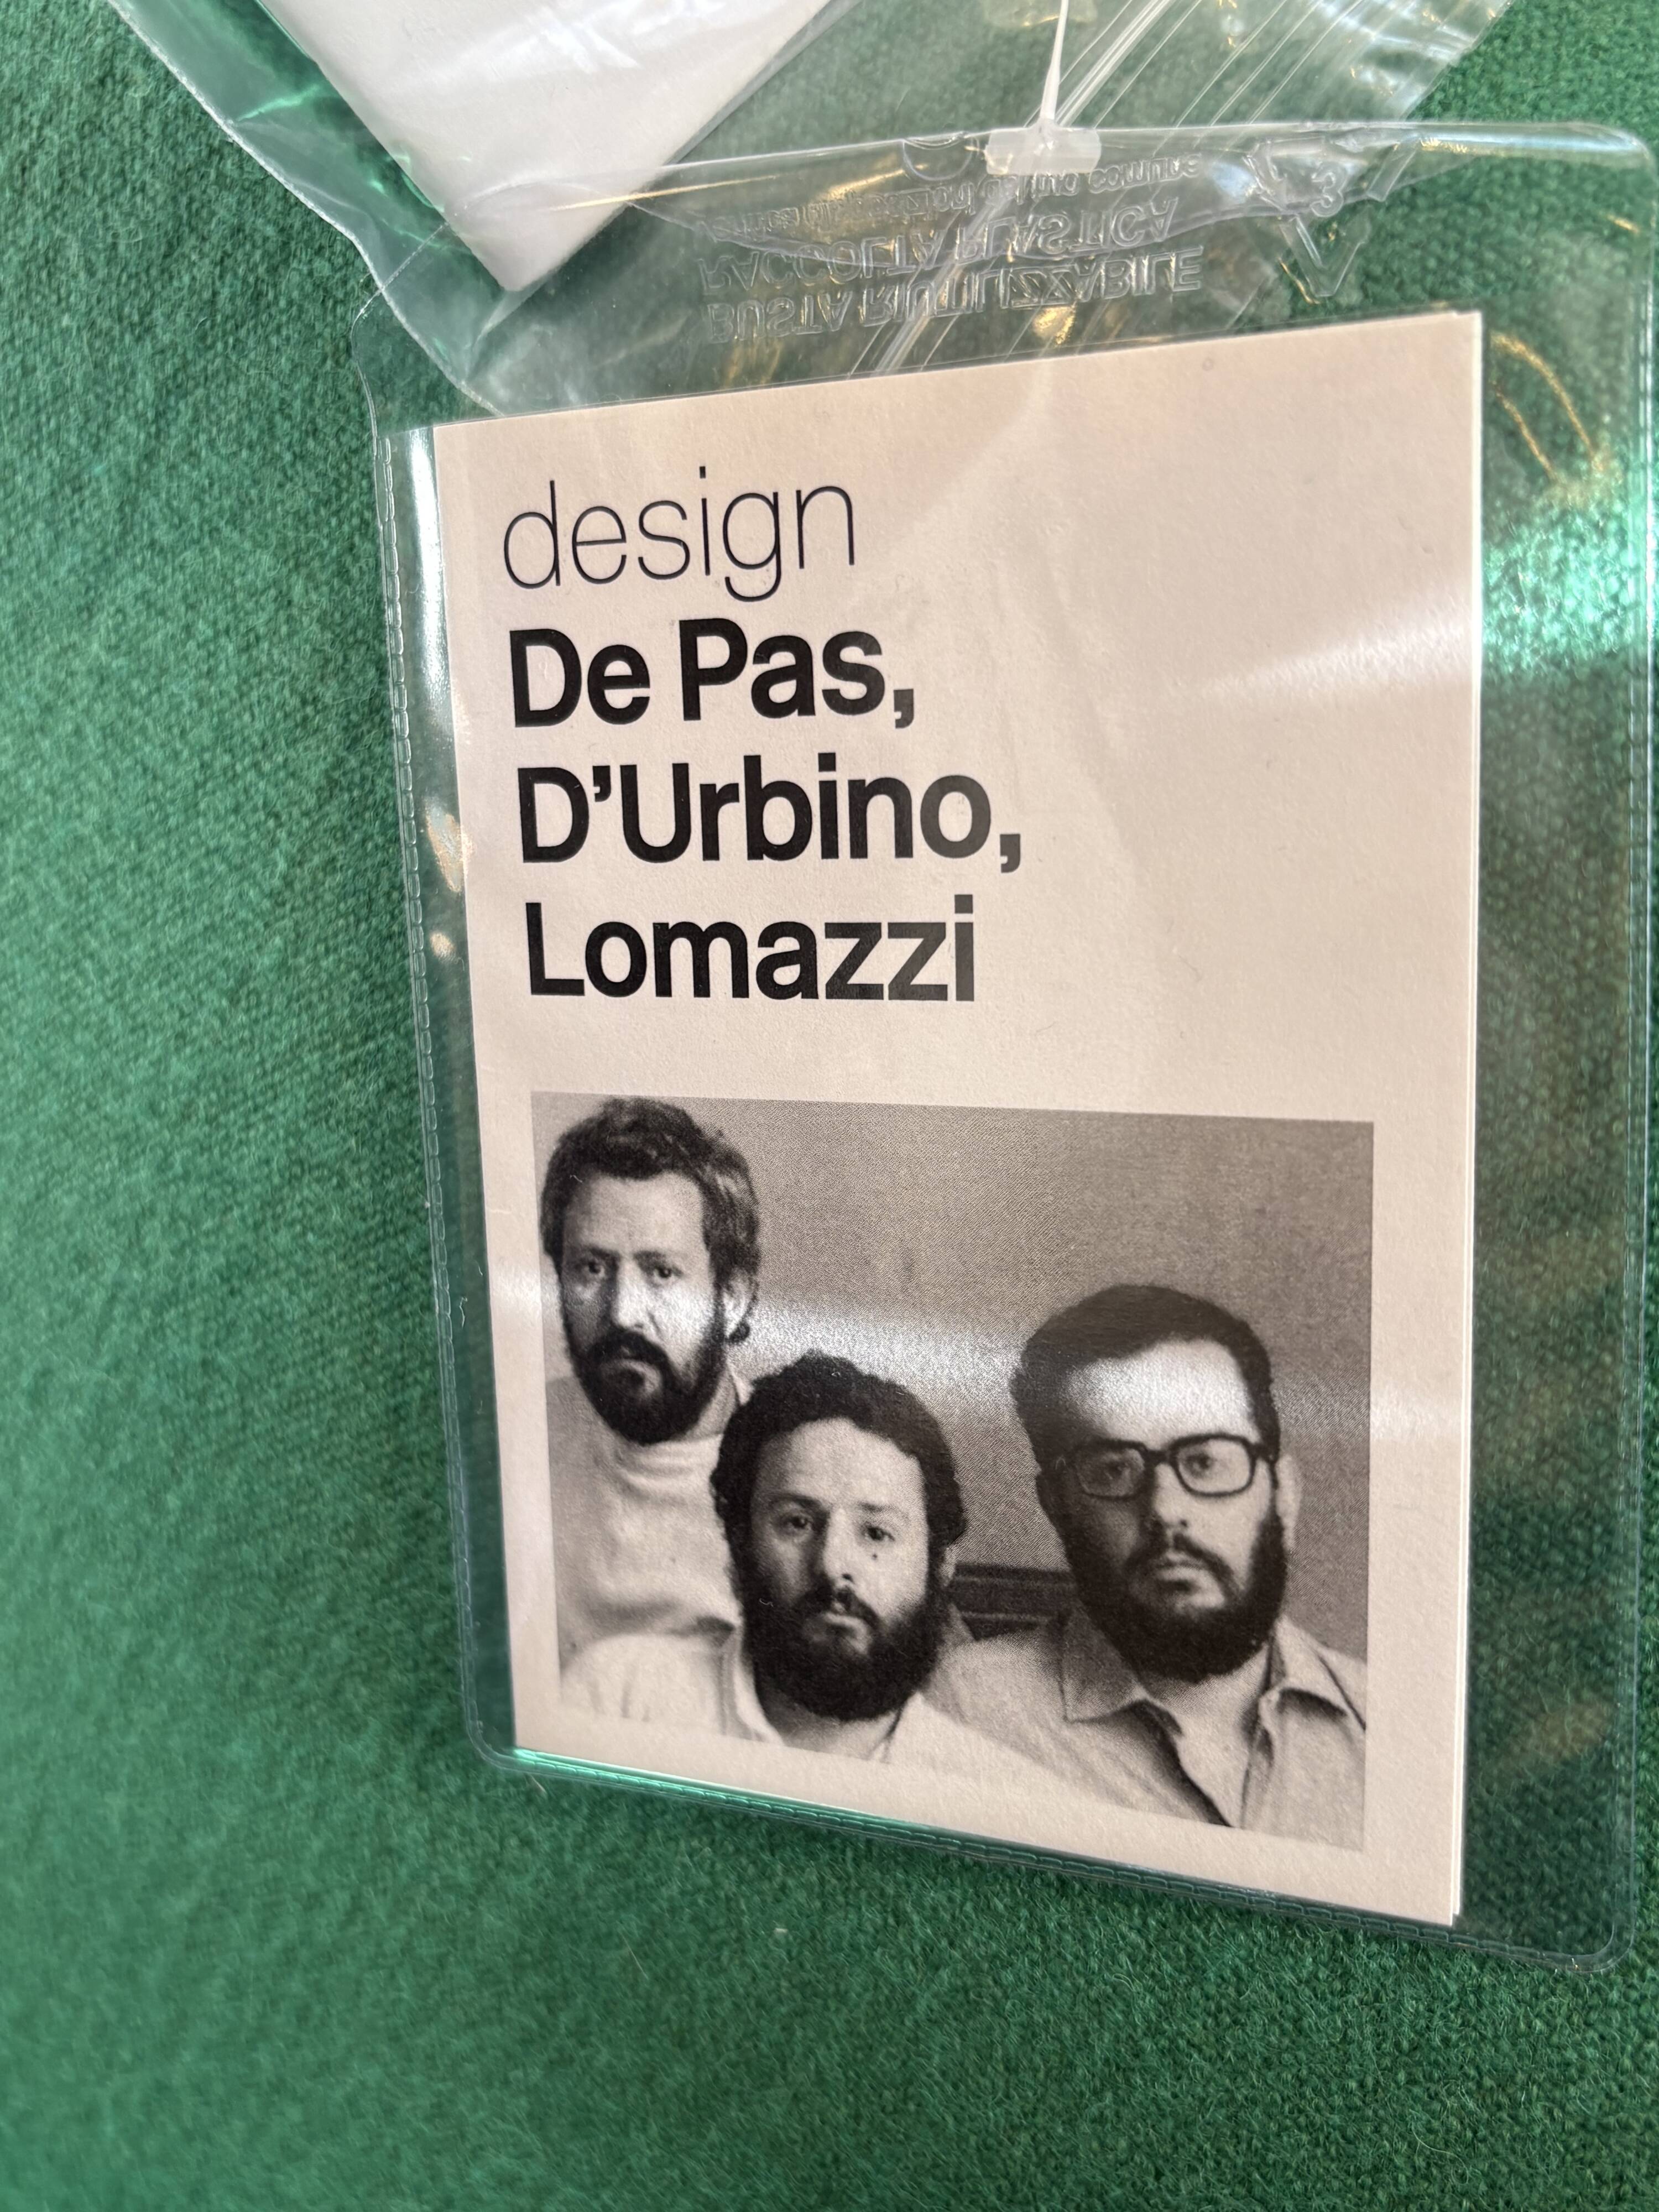 BUSTA RIUTILIZZABILE
RACCOLTA PLASTICA
design
De Pas,
D'Urbino,
Lomazzi